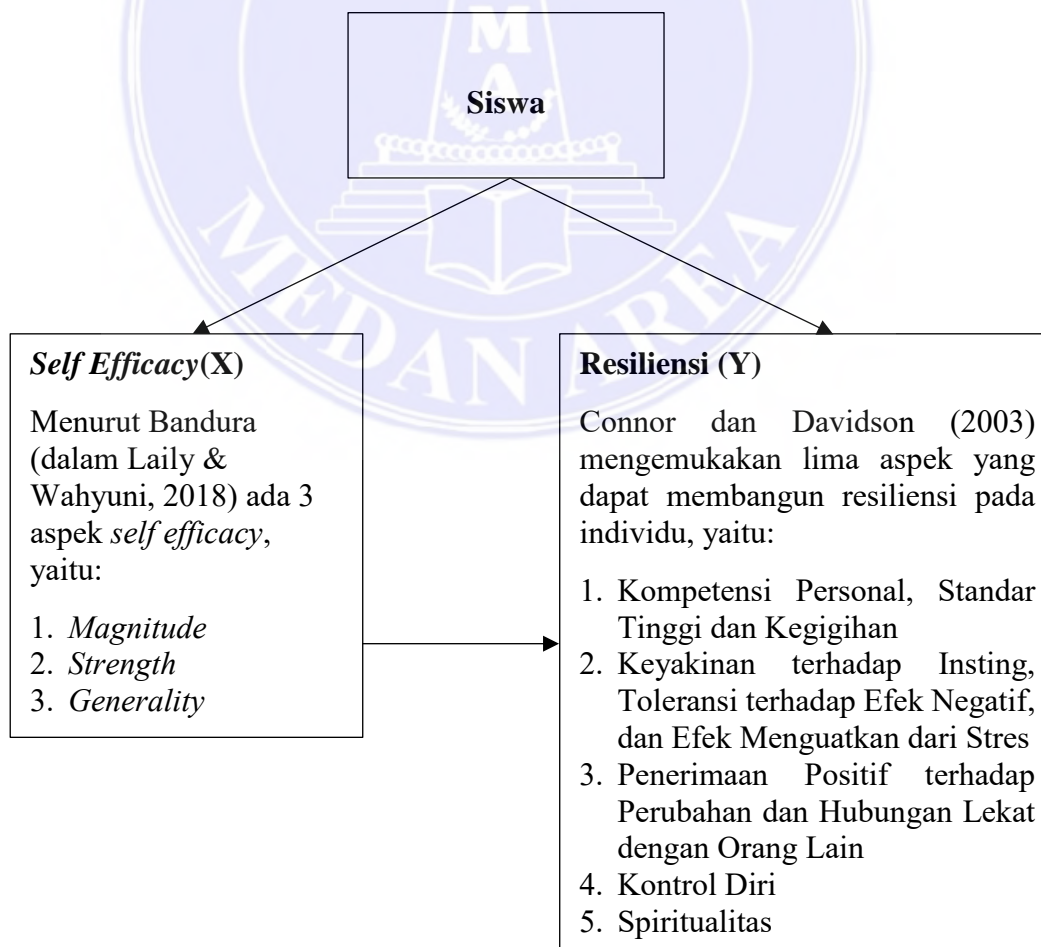 M
A
Siswa
MEDAN AREA
Self Efficacy(X)
Menurut Bandura
(dalam Laily &
Wahyuni, 2018) ada 3
aspek self efficacy,
yaitu:
1. Magnitude
2. Strength
3. Generality
Resiliensi (Y)
Connor dan Davidson (2003)
mengemukakan lima aspek yang
dapat membangun resiliensi pada
individu, yaitu:
1. Kompetensi Personal, Standar
Tinggi dan Kegigihan
2. Keyakinan terhadap Insting,
Toleransi terhadap Efek Negatif,
dan Efek Menguatkan dari Stres
3. Penerimaan Positif terhadap
Perubahan dan Hubungan Lekat
dengan Orang Lain
4. Kontrol Diri
5. Spiritualitas